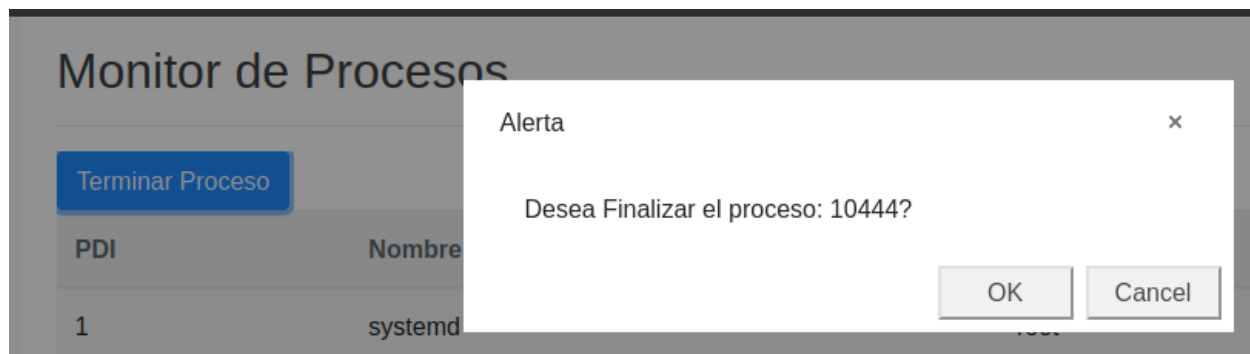 Monitor de Procesos
Alerta
×
Terminar Proceso
Desea Finalizar el proceso: 10444?
PDI Nombre
OK Cancel
1 systemd